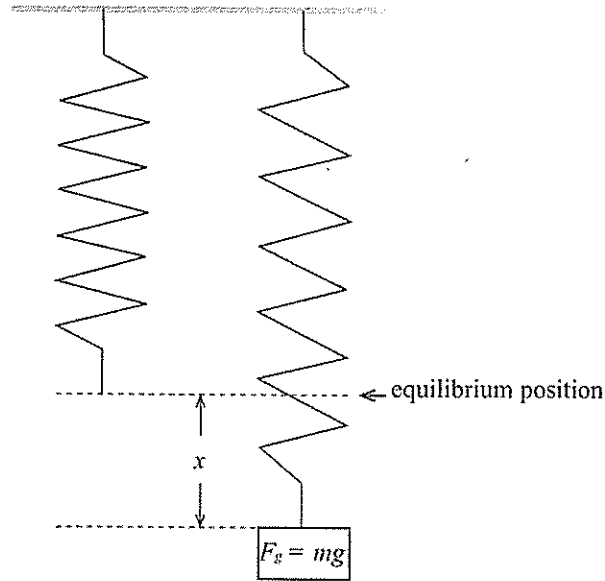 equilibrium position
x
F_g = mg